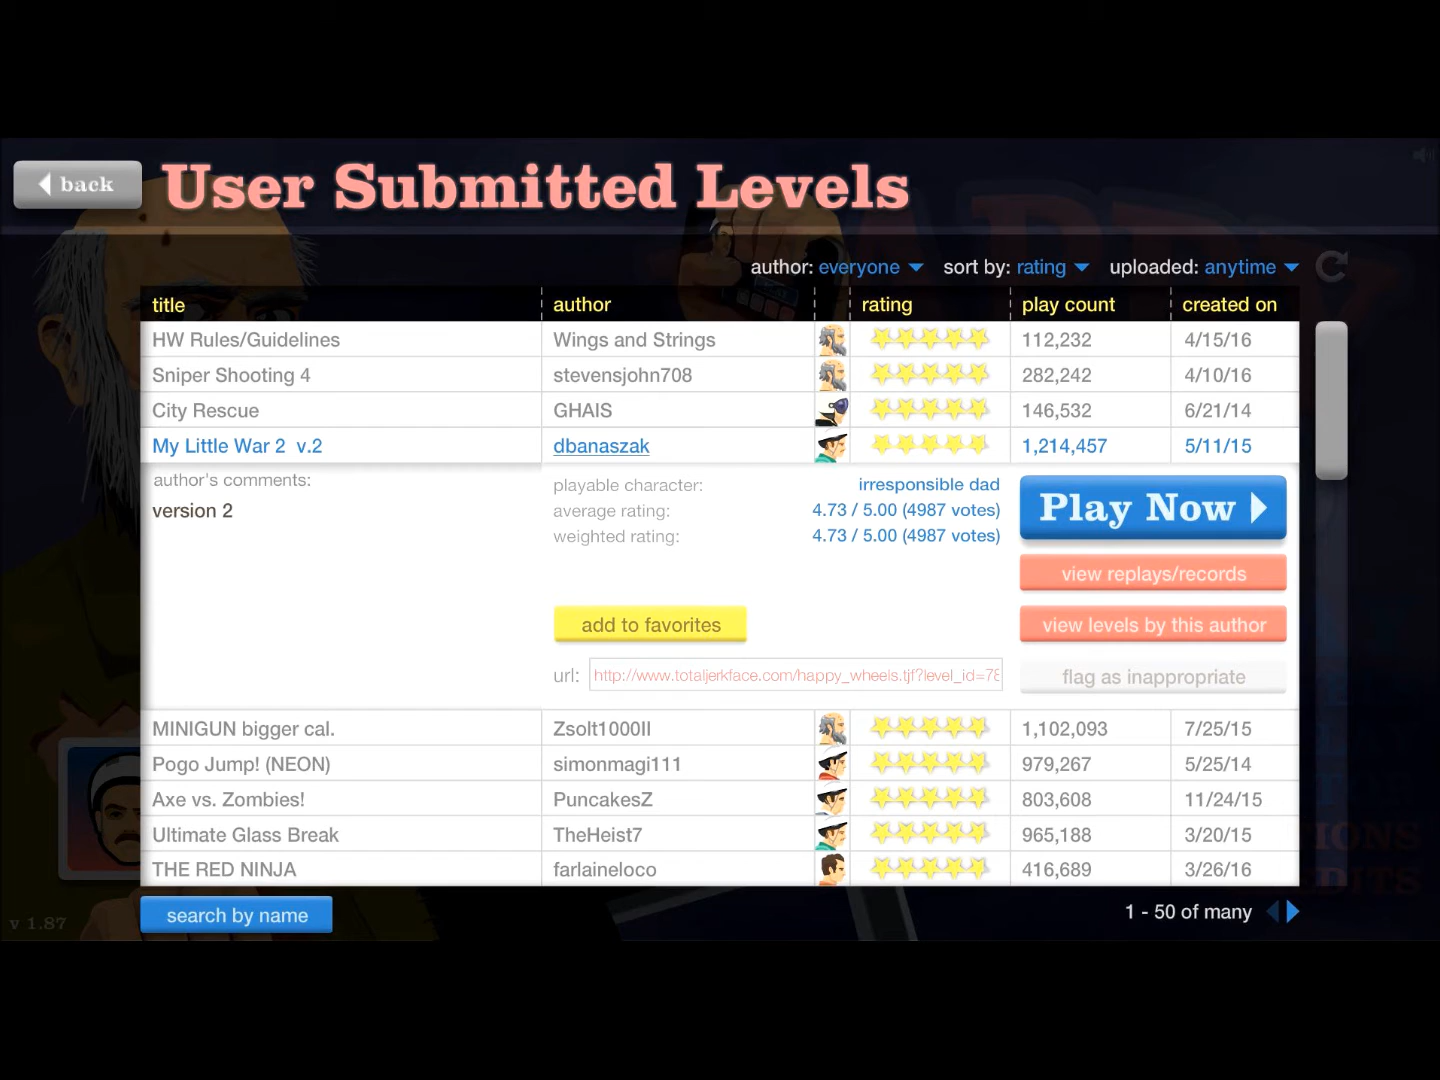 back
User Submitted Levels
author: everyone sort by: rating uploaded: anytime
title author rating play count created on
HW Rules/Guidelines Wings and Strings 112,232 4/15/16
Sniper Shooting 4 stevensjohn708 282,242 4/10/16
City Rescue GHAIS 146,532 6/21/14
My Little War 2 v.2 dbanaszak 1,214,457 5/11/15
author's comments:
version 2
playable character: irresponsible dad
average rating: 4.73 / 5.00 (4987 votes)
weighted rating: 4.73 / 5.00 (4987 votes)
Play Now
view replays/records
add to favorites
view levels by this author
url: http://www.totaljerkface.com/happy_wheels.tjf?level_id=78
flag as inappropriate
MINIGUN bigger cal. Zsolt1000II 1,102,093 7/25/15
Pogo Jump! (NEON) simonmagi111 979,267 5/25/14
Axe vs. Zombies! PuncakesZ 803,608 11/24/15
Ultimate Glass Break TheHeist7 965,188 3/20/15
THE RED NINJA farlaineloco 416,689 3/26/16
search by name
1 - 50 of many
v 1.87